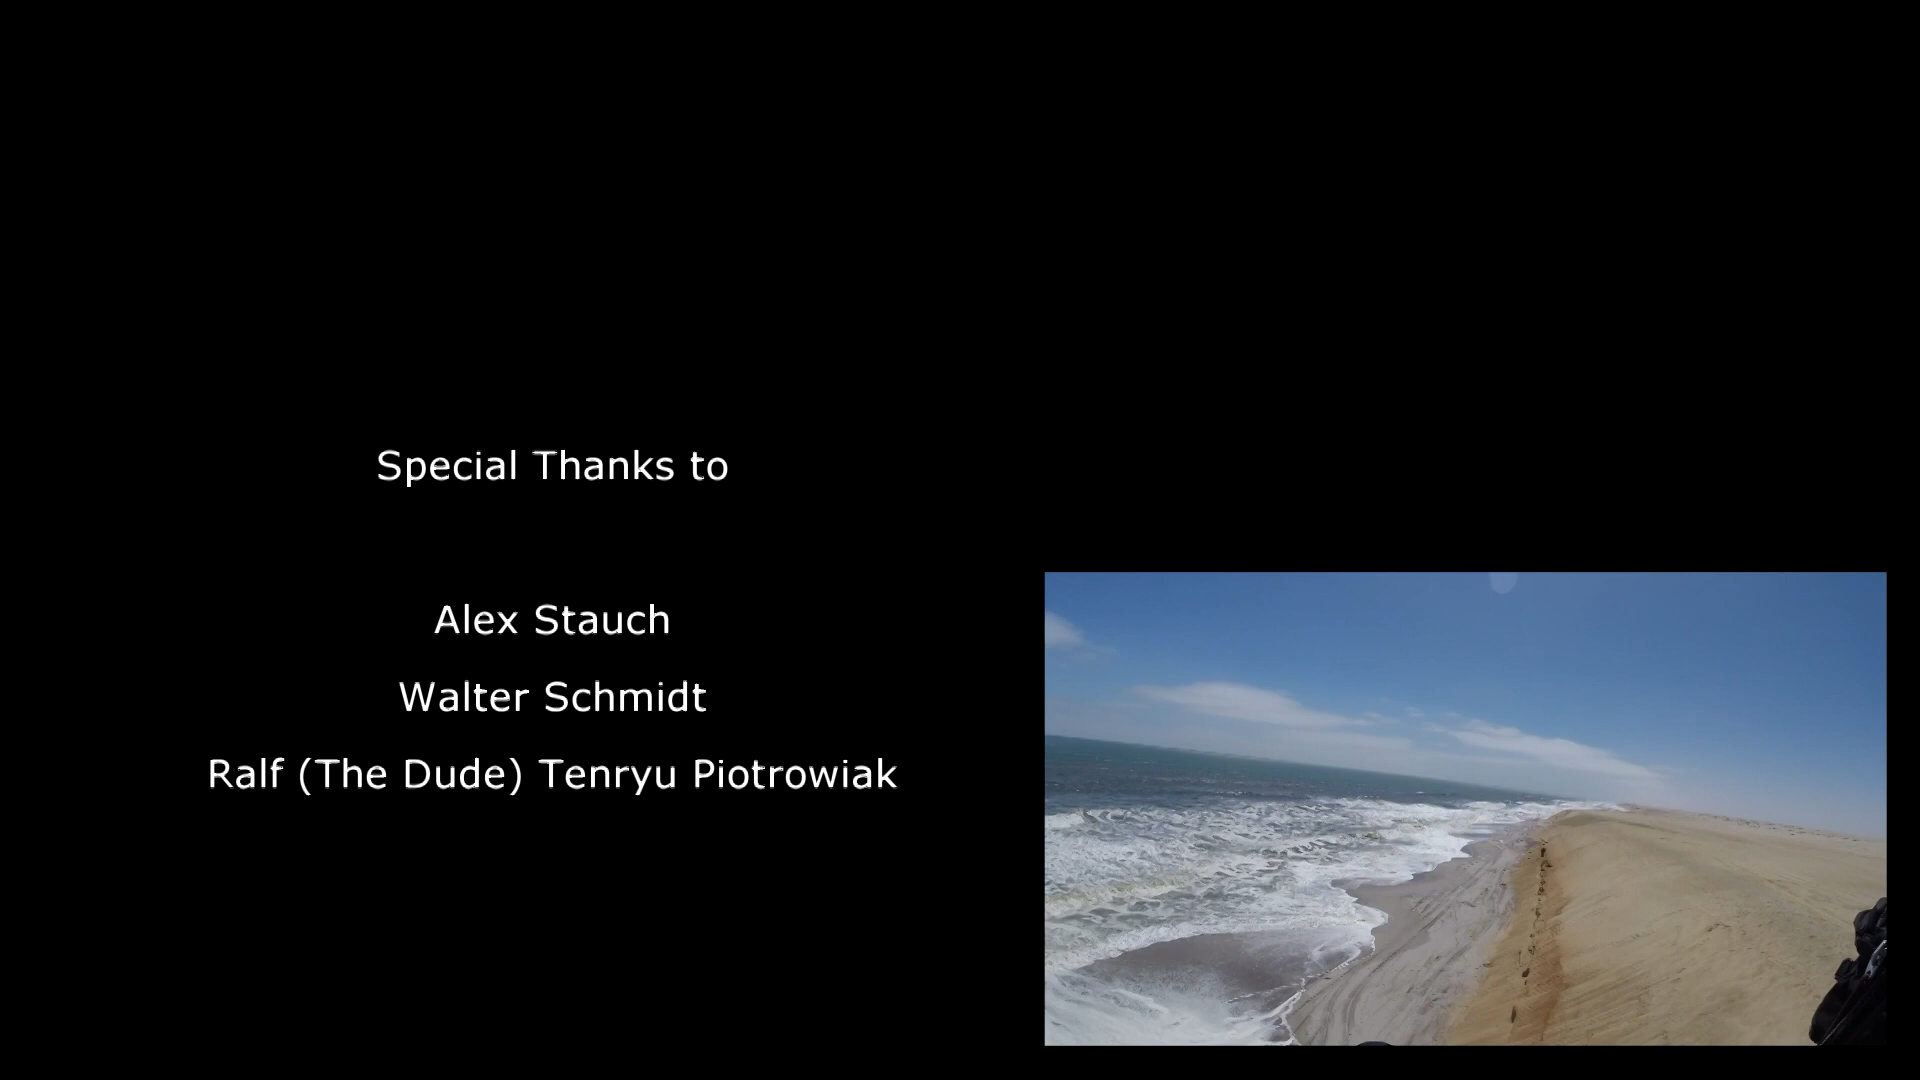 Special Thanks to
Alex Stauch
Walter Schmidt
Ralf (The Dude) Tenryu Piotrowiak